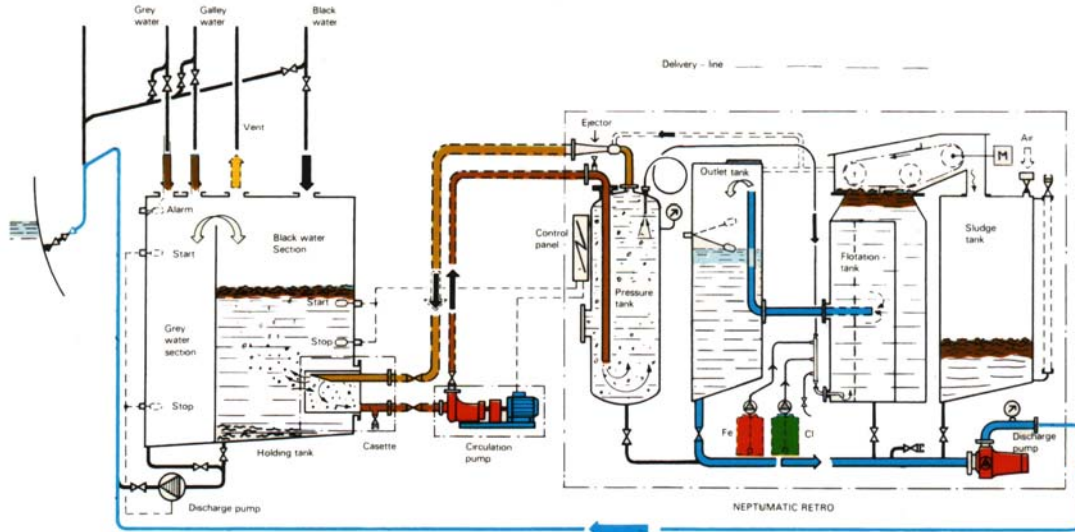 Grey
water
Galley
water
Black
water
Vent
Delivery - line
Ejector
Air
M
Outlet tank
Alarm
Black water
Section
Start
Control
panel
Sludge
tank
Flotation -
tank
Start
Pressure
tank
Grey
water
section
Stop
Stop
Casette
Fe
Cl
Holding tank
Circulation
pump
Discharge
pump
Discharge pump
NEPTUMATIC RETRO